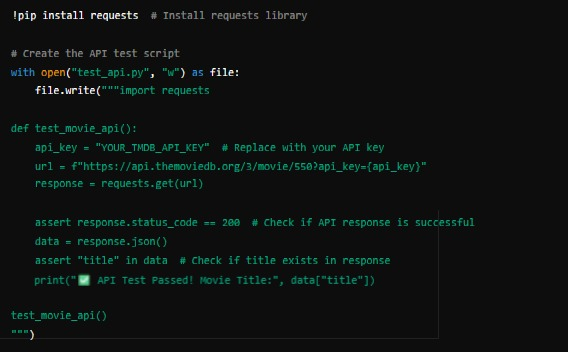 !pip install requests  # Install requests library
# Create the API test script
with open("test_api.py", "w") as file:
    file.write("""import requests
def test_movie_api():
    api_key = "YOUR_TMDB_API_KEY"  # Replace with your API key
    url = f"https://api.themoviedb.org/3/movie/550?api_key={api_key}"
    response = requests.get(url)
    assert response.status_code == 200  # Check if API response is successful
    data = response.json()
    assert "title" in data  # Check if title exists in response
    print("✅ API Test Passed! Movie Title:", data["title"])
test_movie_api()
""")